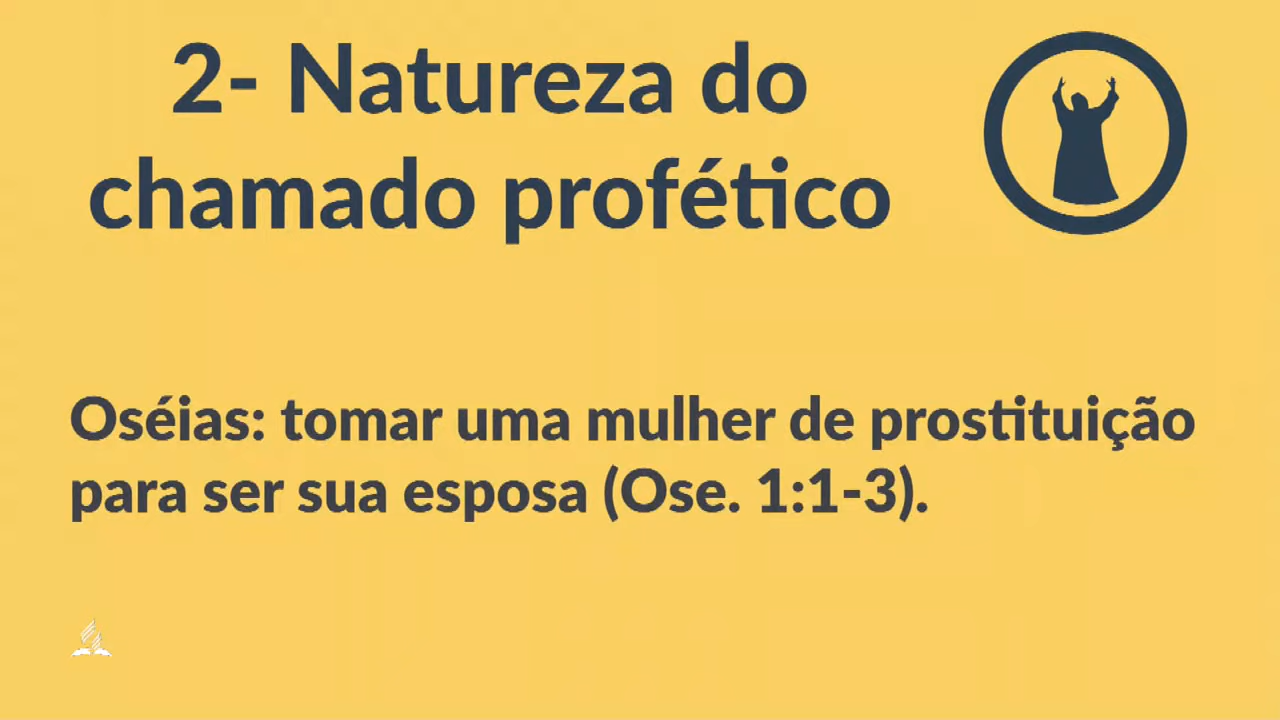 2- Natureza do
chamado profético
Oséias: tomar uma mulher de prostituição
para ser sua esposa (Ose. 1:1-3).